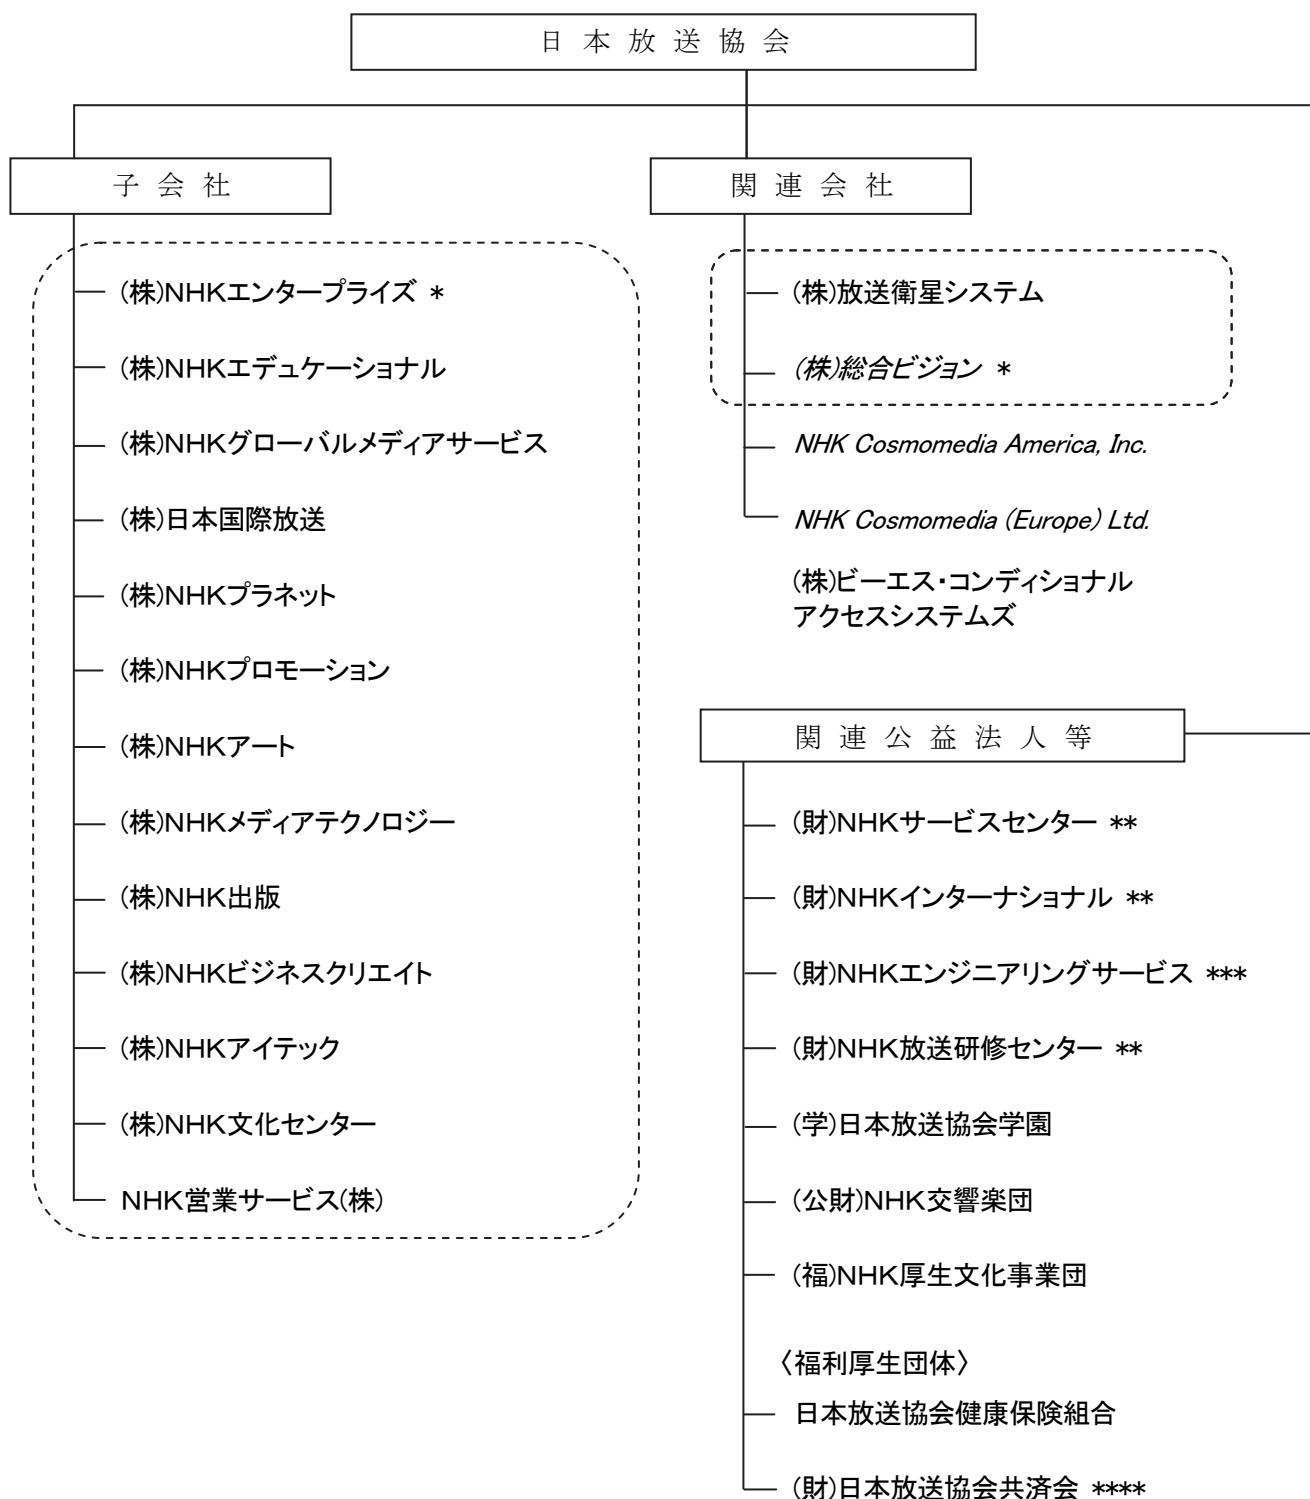 日本放送協会
子会社
(株)NHKエンタープライズ *
(株)NHKエデュケーショナル
(株)NHKグローバルメディアサービス
(株)日本国際放送
(株)NHKプラネット
(株)NHKプロモーション
(株)NHKアート
(株)NHKメディアテクノロジー
(株)NHK出版
(株)NHKビジネスクリエイト
(株)NHKアイテック
(株)NHK文化センター
NHK営業サービス(株)
関連会社
(株)放送衛星システム
(株)総合ビジョン *
NHK Cosmomedia America, Inc.
NHK Cosmomedia (Europe) Ltd.
(株)ビーエス・コンディショナル
アクセスシステムズ
関連公益法人等
(財)NHKサービスセンター **
(財)NHKインターナショナル **
(財)NHKエンジニアリングサービス ***
(財)NHK放送研修センター **
(学)日本放送協会学園
(公財)NHK交響楽団
(福)NHK厚生文化事業団
〈福利厚生団体〉
日本放送協会健康保険組合
(財)日本放送協会共済会 ****